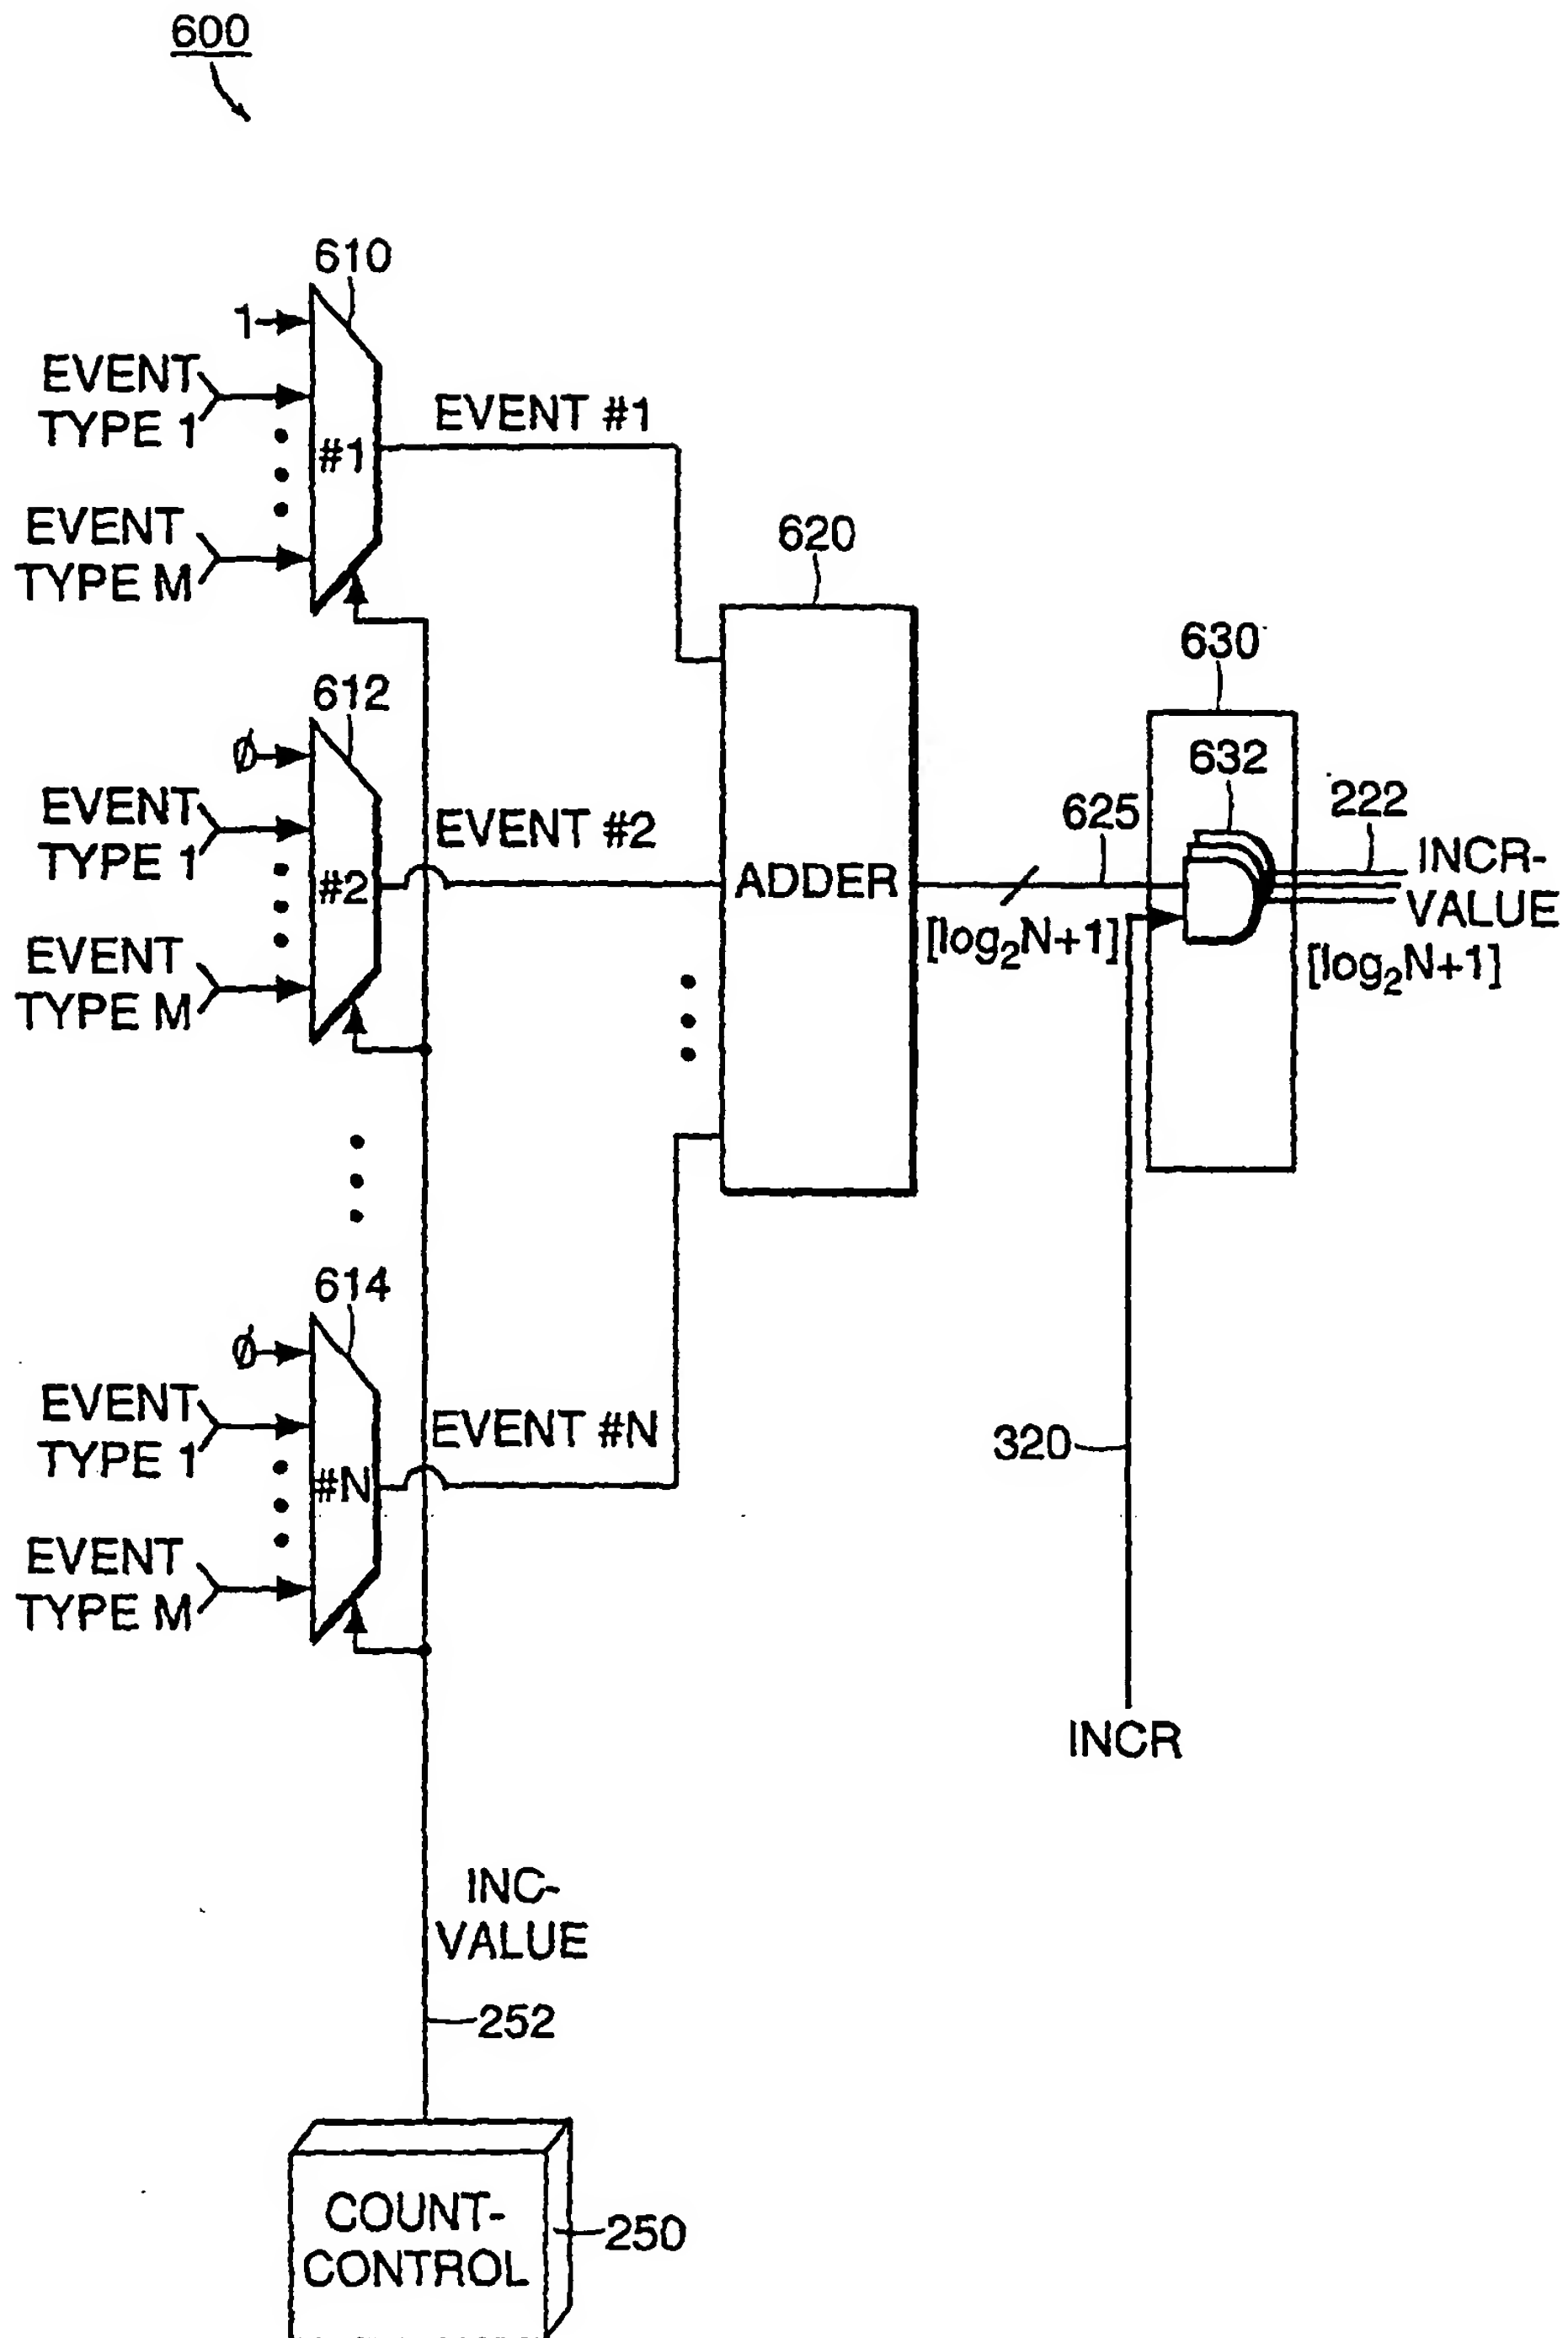 600
610
1
EVENT
TYPE 1
#1
EVENT #1
EVENT
TYPE M
620
630
612
Ø
632
EVENT
TYPE 1
#2
EVENT #2
ADDER
625
222
INCR-
VALUE
[log2N+1]
[log2N+1]
EVENT
TYPE M
614
Ø
EVENT
TYPE 1
#N
EVENT #N
320
EVENT
TYPE M
INCR
INC-
VALUE
252
COUNT-
CONTROL
250